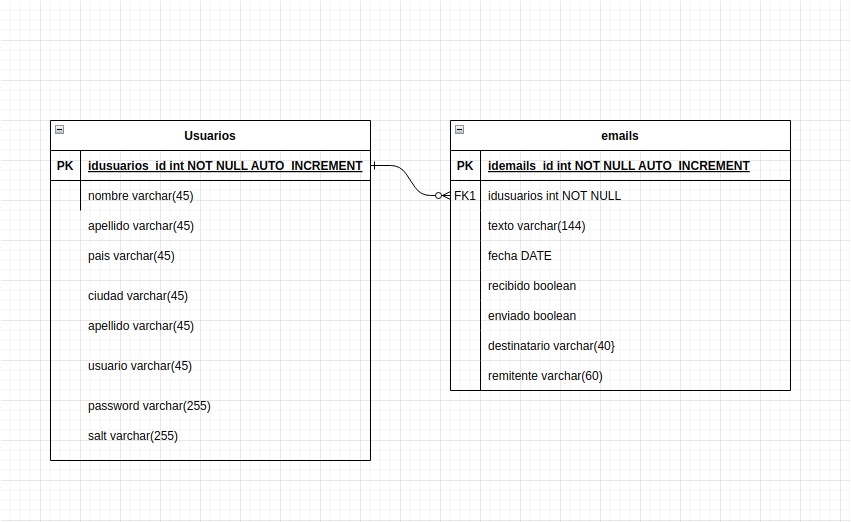 Usuarios
PK idusuarios_id int NOT NULL AUTO_INCREMENT
nombre varchar(45)
apellido varchar(45)
pais varchar(45)
ciudad varchar(45)
apellido varchar(45)
usuario varchar(45)
password varchar(255)
salt varchar(255)
emails
PK idemails_id int NOT NULL AUTO_INCREMENT
FK1 idusuarios int NOT NULL
texto varchar(144)
fecha DATE
recibido boolean
enviado boolean
destinatario varchar(40}
remitente varchar(60)